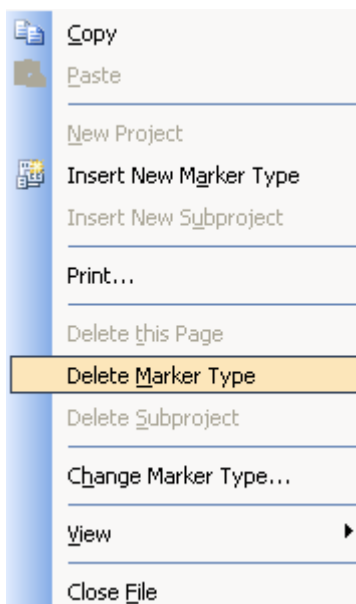 Copy
Paste
New Project
Insert New Marker Type
Insert New Subproject
Print...
Delete this Page
Delete Marker Type
Delete Subproject
Change Marker Type...
View
Close File